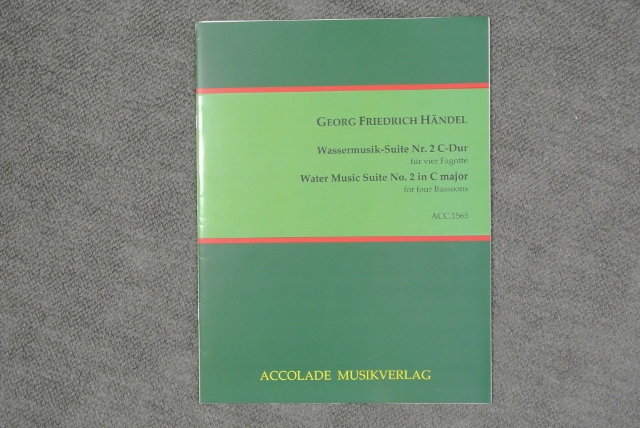 GEORG FRIEDRICH HÄNDEL
Wassermusik-Suite Nr. 2 C-Dur
für vier Fagotte
Water Music Suite No. 2 in C major
for four Bassoons
ACC.1565
ACCOLADE MUSIKVERLAG